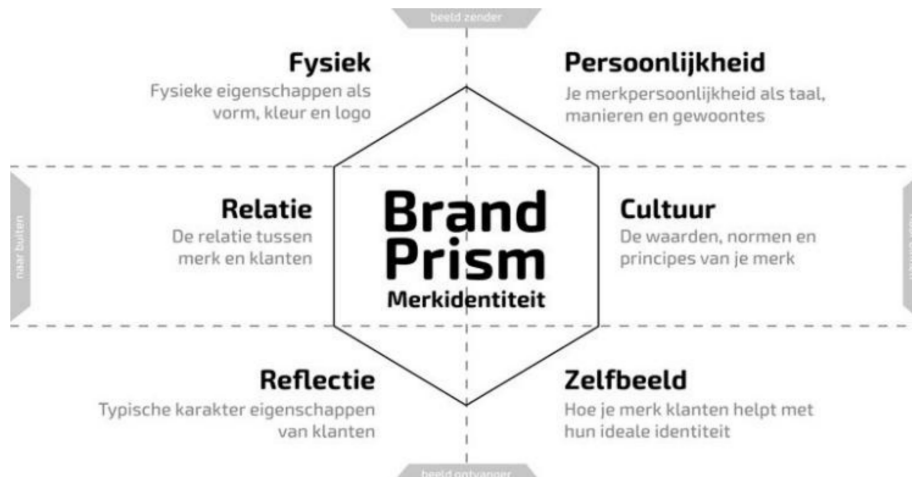 beeld zender
Fysiek
Fysieke eigenschappen als
vorm, kleur en logo
Persoonlijkheid
Je merkpersoonlijkheid als taal,
manieren en gewoontes
naar buiten
Relatie
De relatie tussen
merk en klanten
Brand
Prism
Merkidentiteit
Cultuur
De waarden, normen en
principes van je merk
Reflectie
Typische karakter eigenschappen
van klanten
Zelfbeeld
Hoe je merk klanten helpt met
hun ideale identiteit
beeld ontvanger